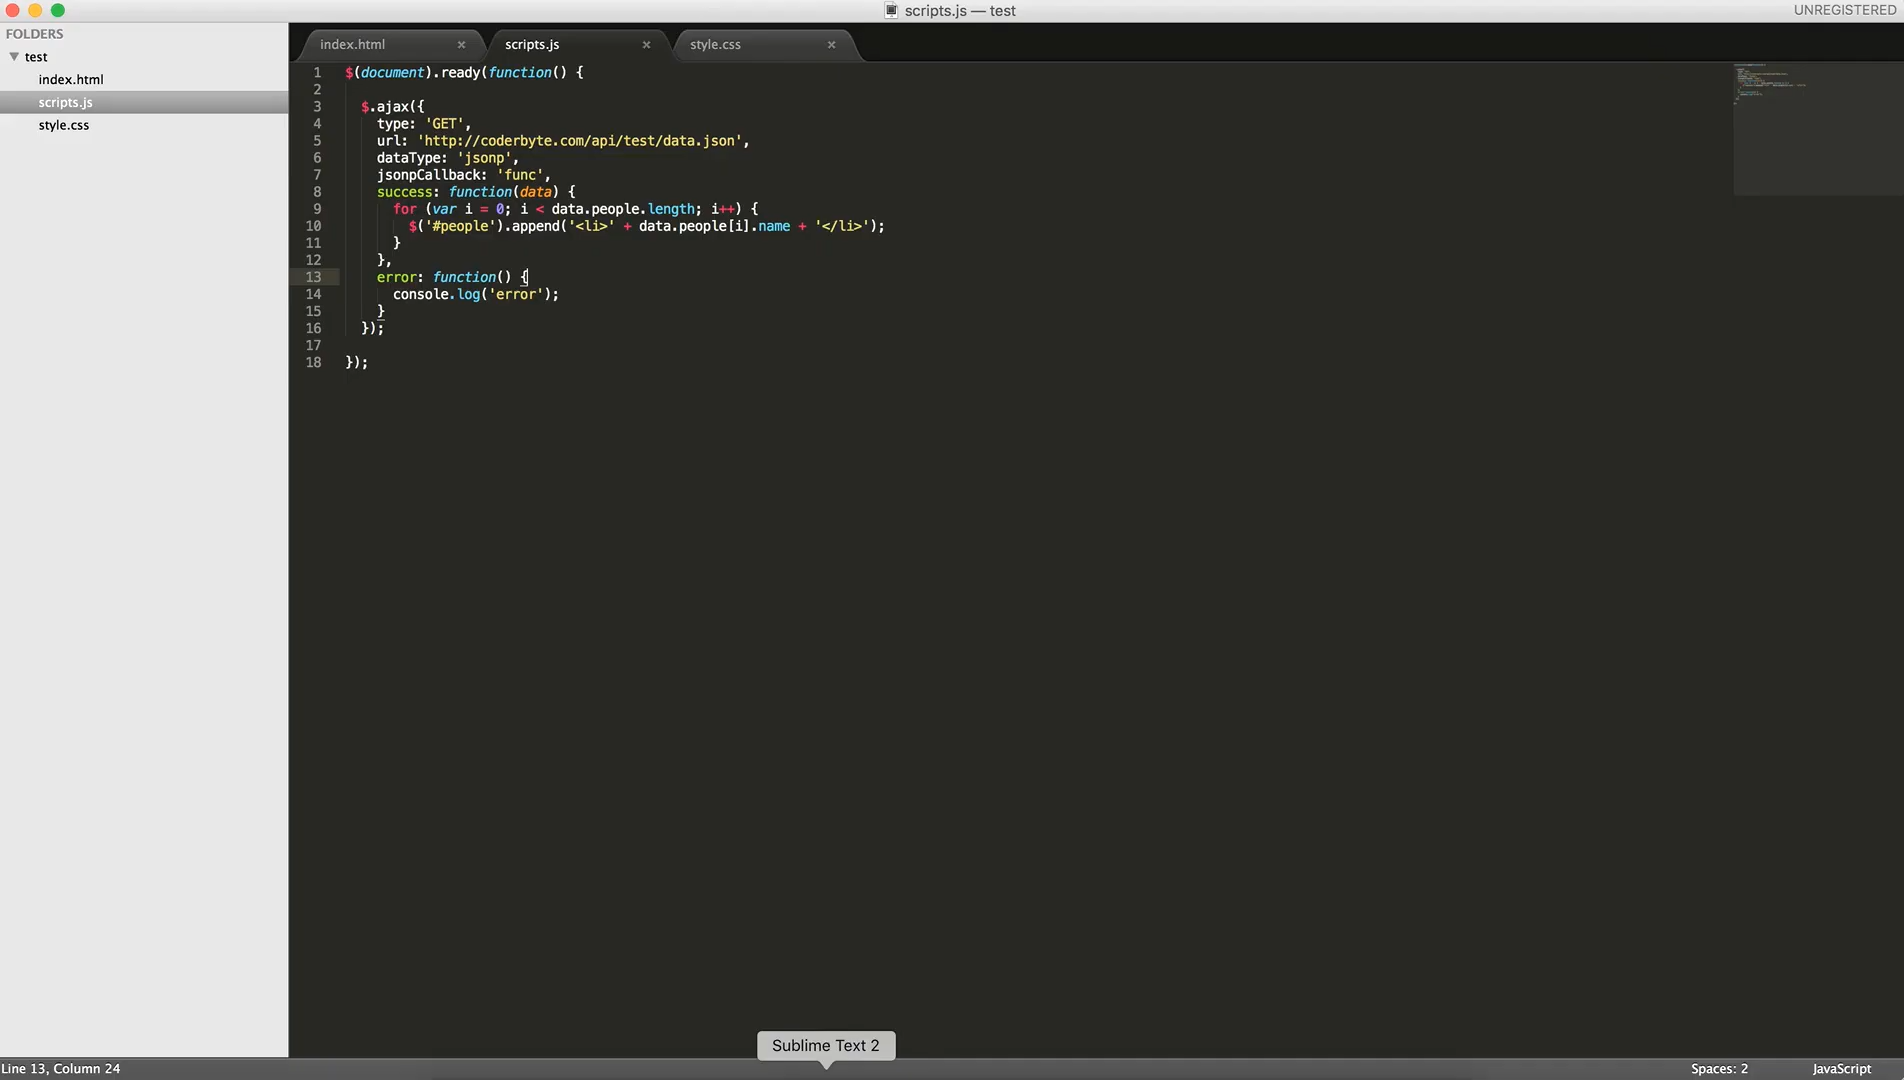 scripts.js — test
UNREGISTERED
FOLDERS
test
index.html
scripts.js
style.css
index.html ×
scripts.js ×
style.css ×
1 $(document).ready(function() {
2
3   $.ajax({
4     type: 'GET',
5     url: 'http://coderbyte.com/api/test/data.json',
6     dataType: 'jsonp',
7     jsonpCallback: 'func',
8     success: function(data) {
9       for (var i = 0; i < data.people.length; i++) {
10         $('#people').append('<li>' + data.people[i].name + '</li>');
11       }
12     },
13     error: function() {
14       console.log('error');
15     }
16   });
17
18 });
Sublime Text 2
Line 13, Column 24
Spaces: 2
JavaScript